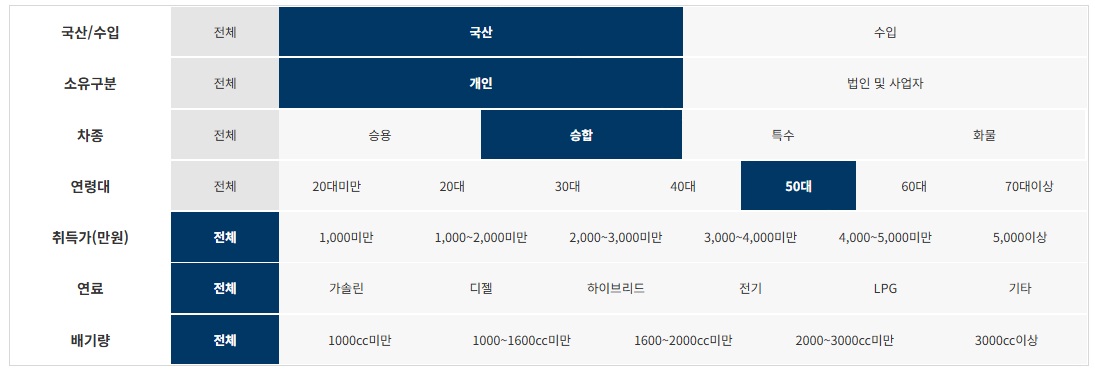 국산/수입 전체 국산 수입
소유구분 전체 개인 법인 및 사업자
차종 전체 승용 승합 특수 화물
연령대 전체 20대미만 20대 30대 40대 50대 60대 70대이상
취득가(만원) 전체 1,000미만 1,000~2,000미만 2,000~3,000미만 3,000~4,000미만 4,000~5,000미만 5,000이상
연료 전체 가솔린 디젤 하이브리드 전기 LPG 기타
배기량 전체 1000cc미만 1000~1600cc미만 1600~2000cc미만 2000~3000cc미만 3000cc이상